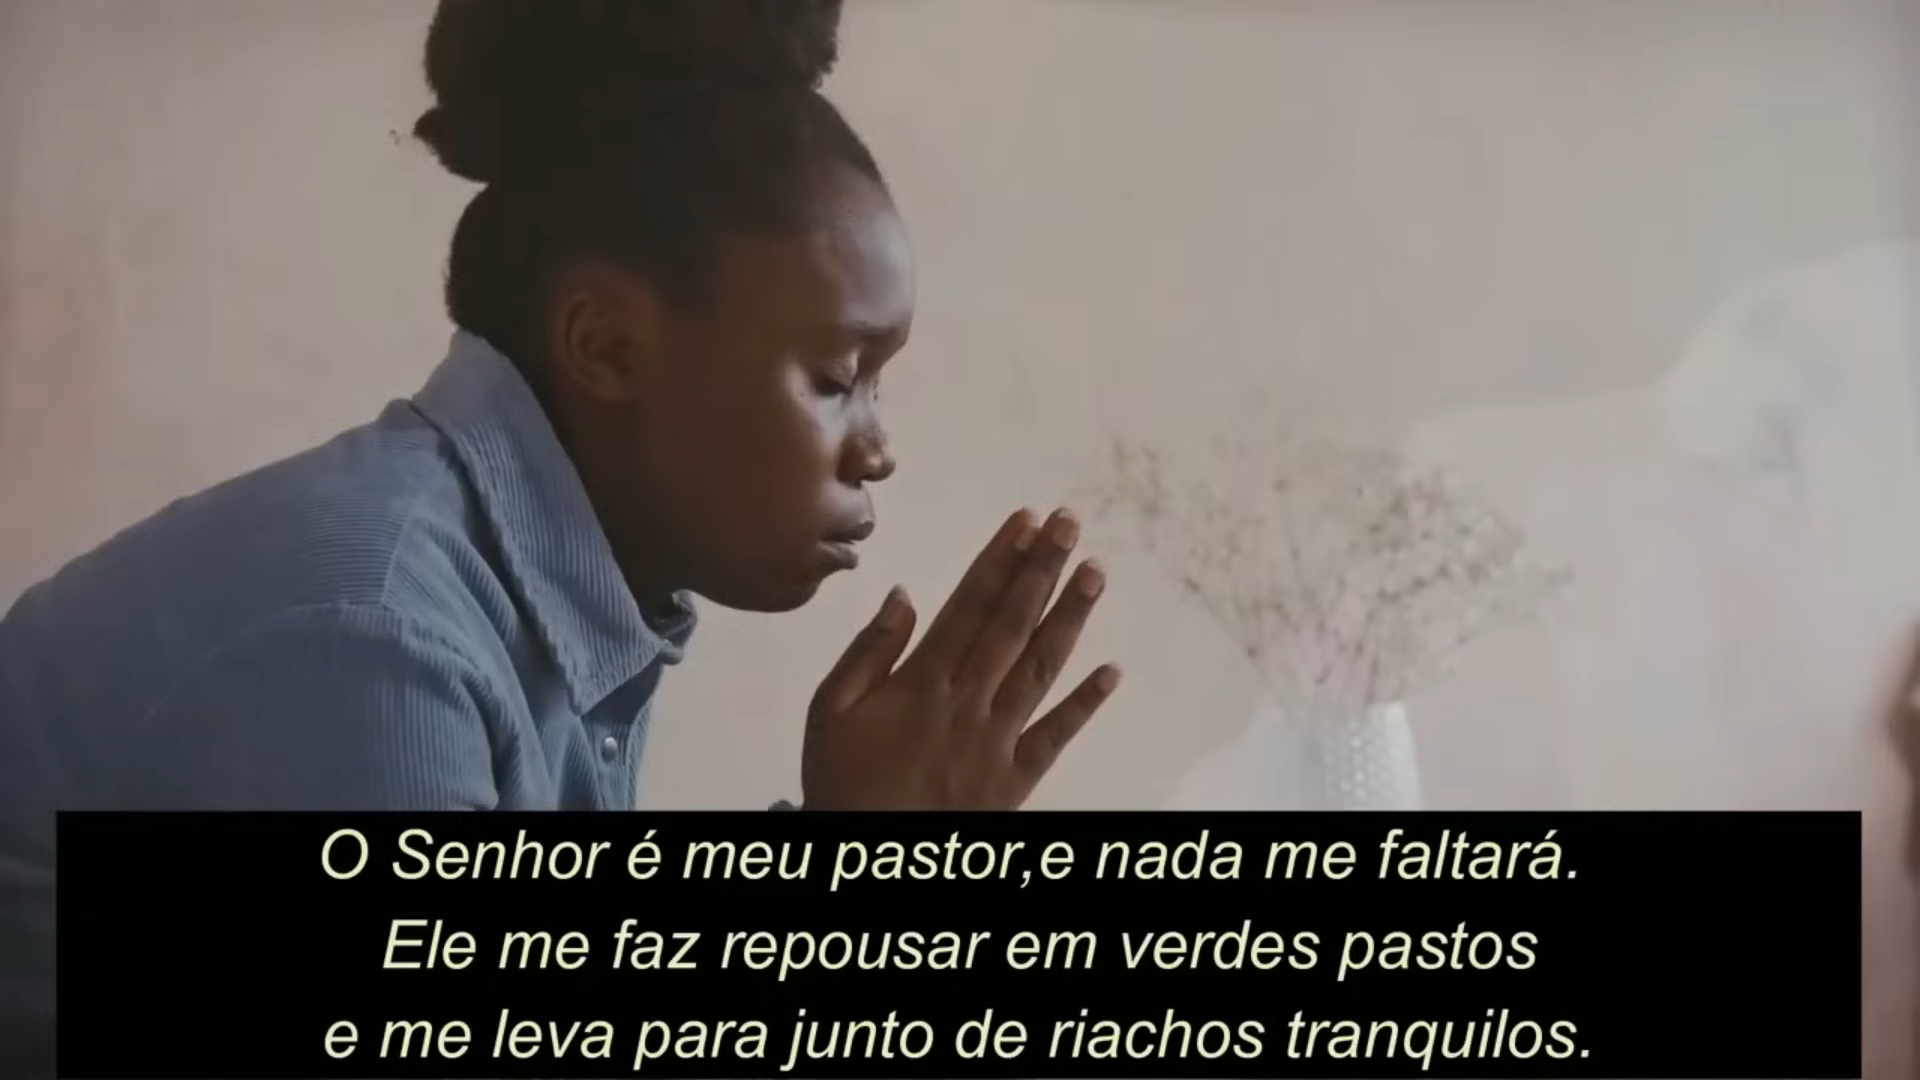 O Senhor é meu pastor,e nada me faltará.
Ele me faz repousar em verdes pastos
e me leva para junto de riachos tranquilos.